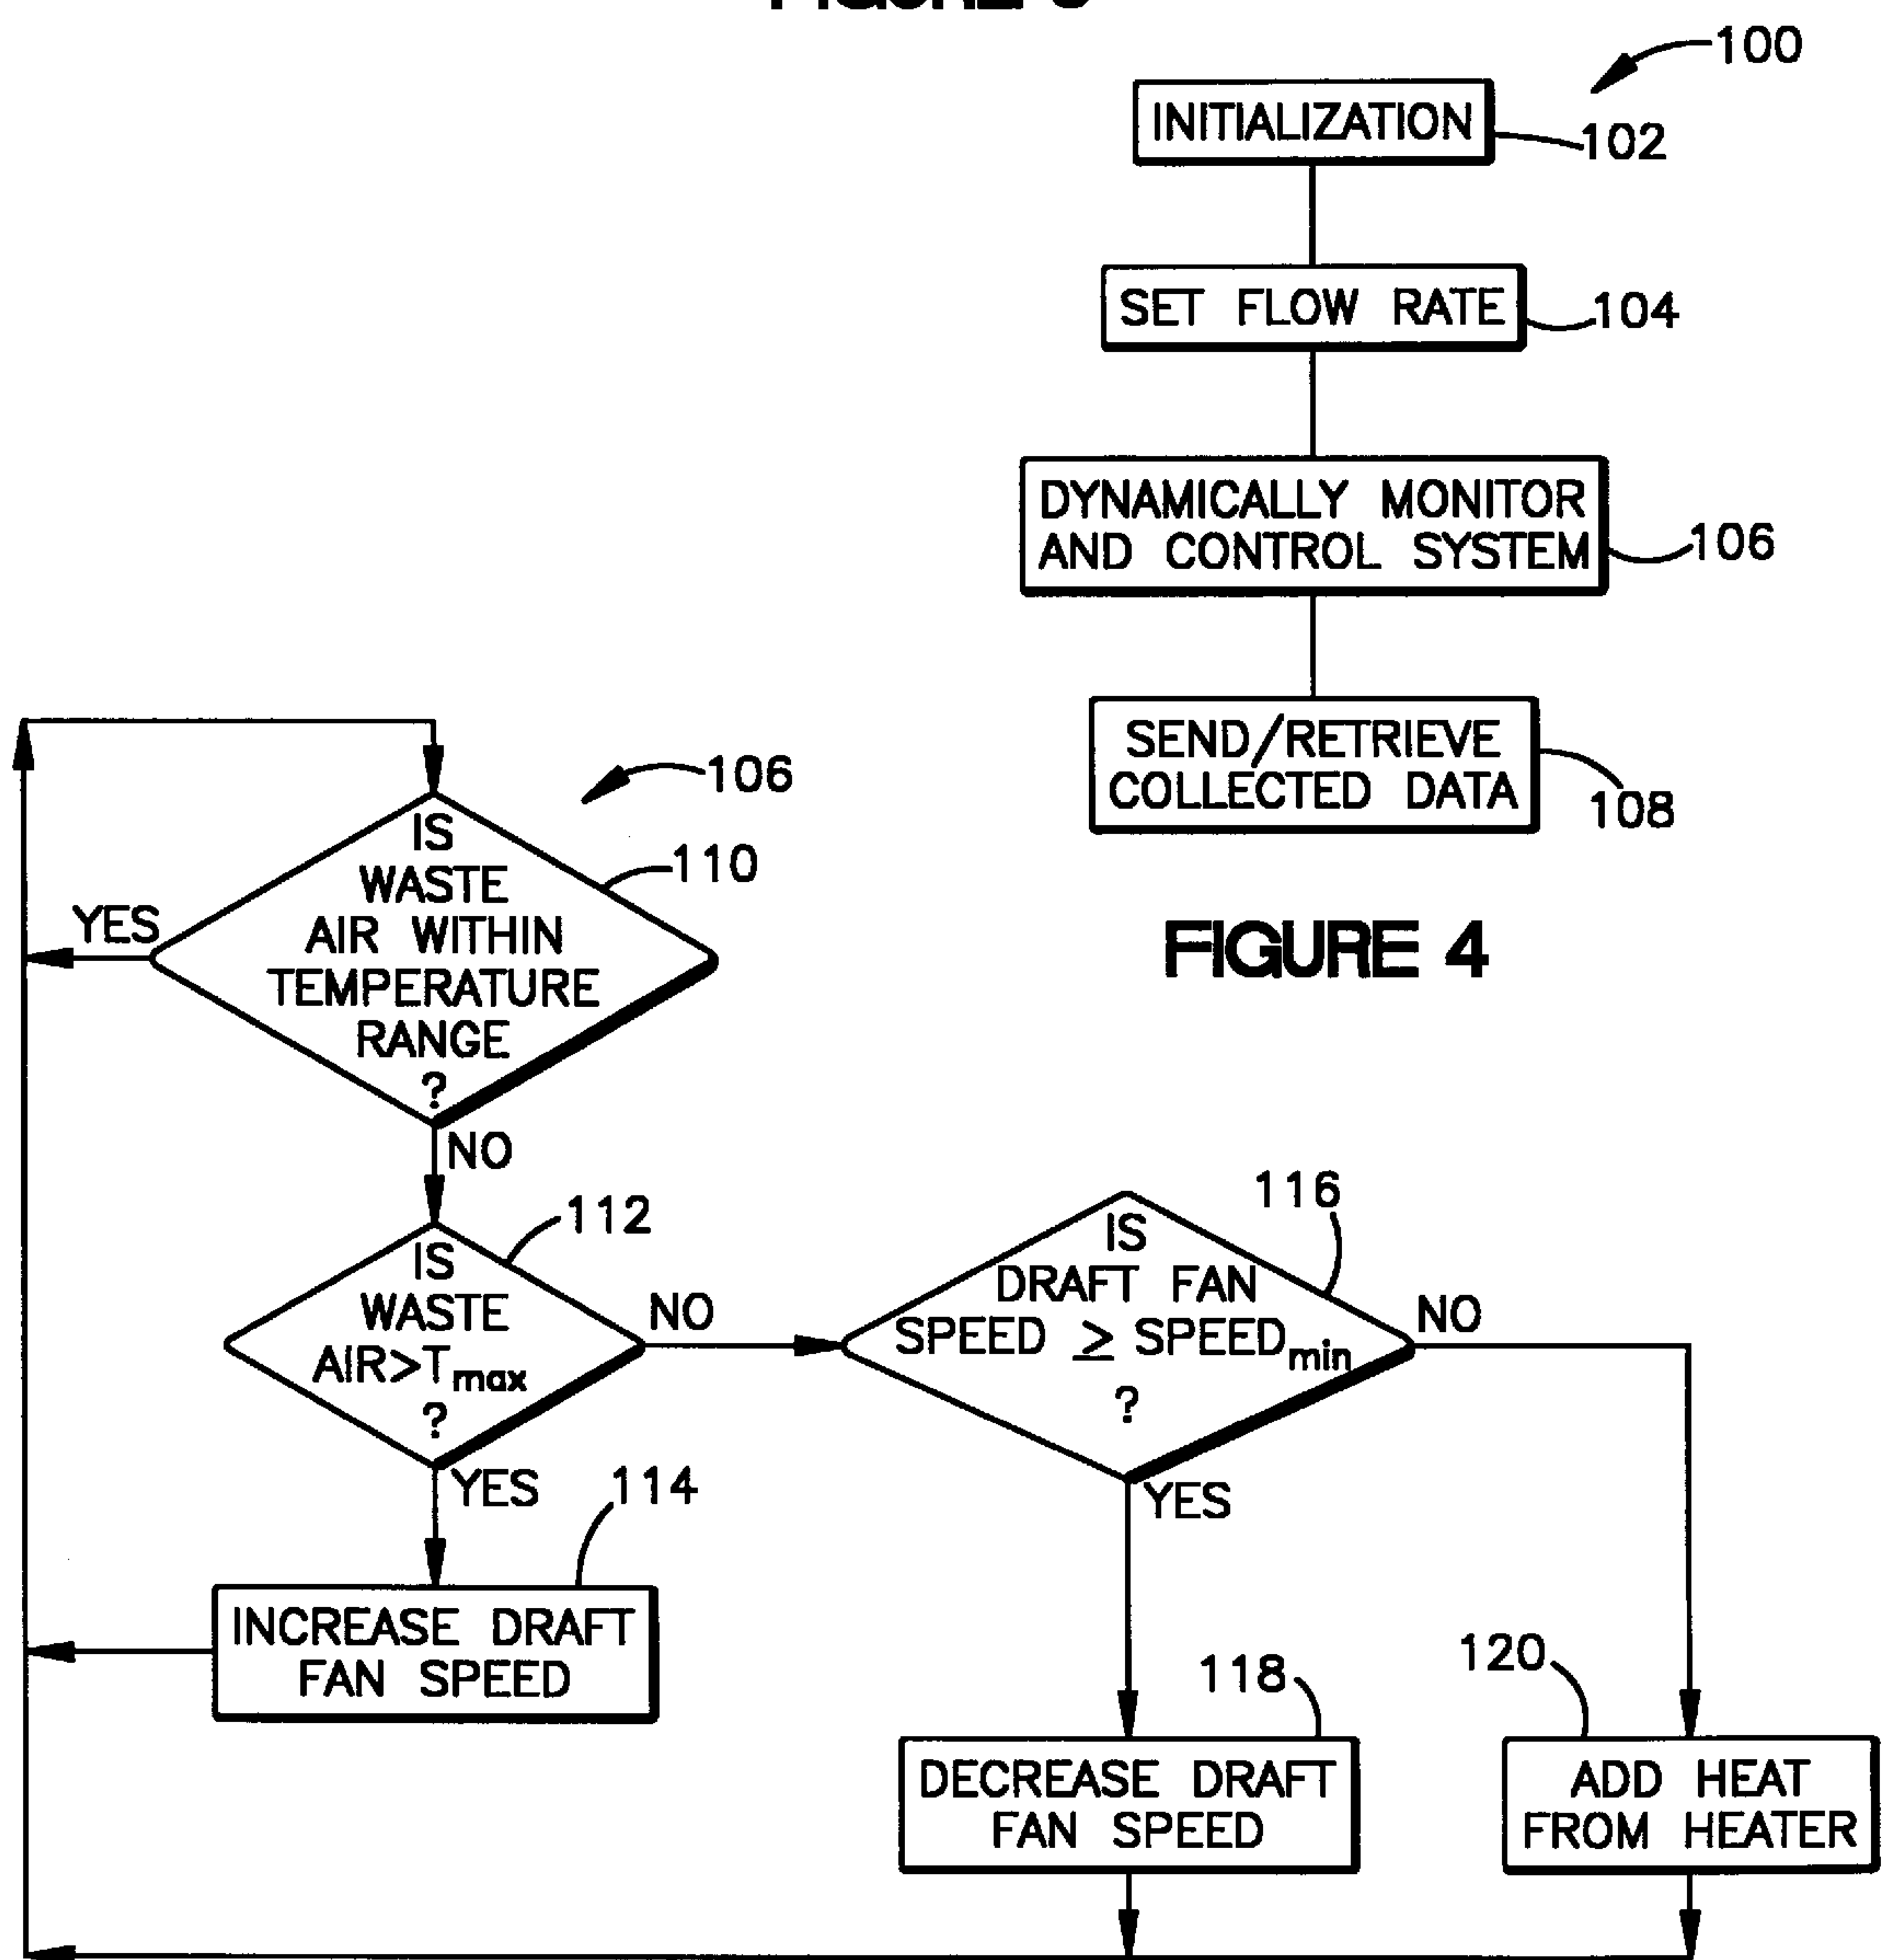 100
INITIALIZATION
102
SET FLOW RATE
104
DYNAMICALLY MONITOR
AND CONTROL SYSTEM
106
SEND/RETRIEVE
COLLECTED DATA
108
FIGURE 4
106
IS
WASTE
AIR WITHIN
TEMPERATURE
RANGE
?
110
YES
NO
IS
WASTE
AIR>Tmax
?
112
NO
YES
IS
DRAFT FAN
SPEED ≥ SPEEDmin
?
116
NO
YES
INCREASE DRAFT
FAN SPEED
114
DECREASE DRAFT
FAN SPEED
118
ADD HEAT
FROM HEATER
120